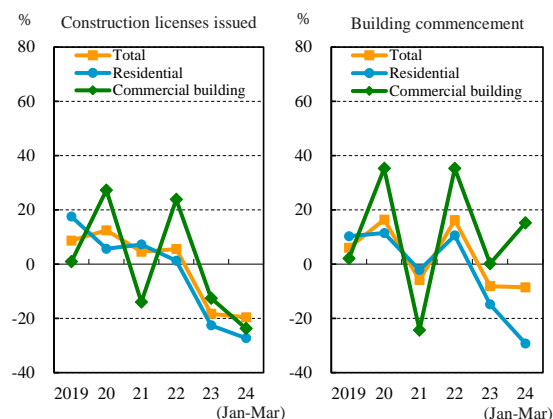 Construction licenses issued
%
80
60
40
20
0
-20
-40
Total
Residential
Commercial building
2019 20 21 22 23 24
(Jan-Mar)
Building commencement
%
80
60
40
20
0
-20
-40
Total
Residential
Commercial building
2019 20 21 22 23 24
(Jan-Mar)